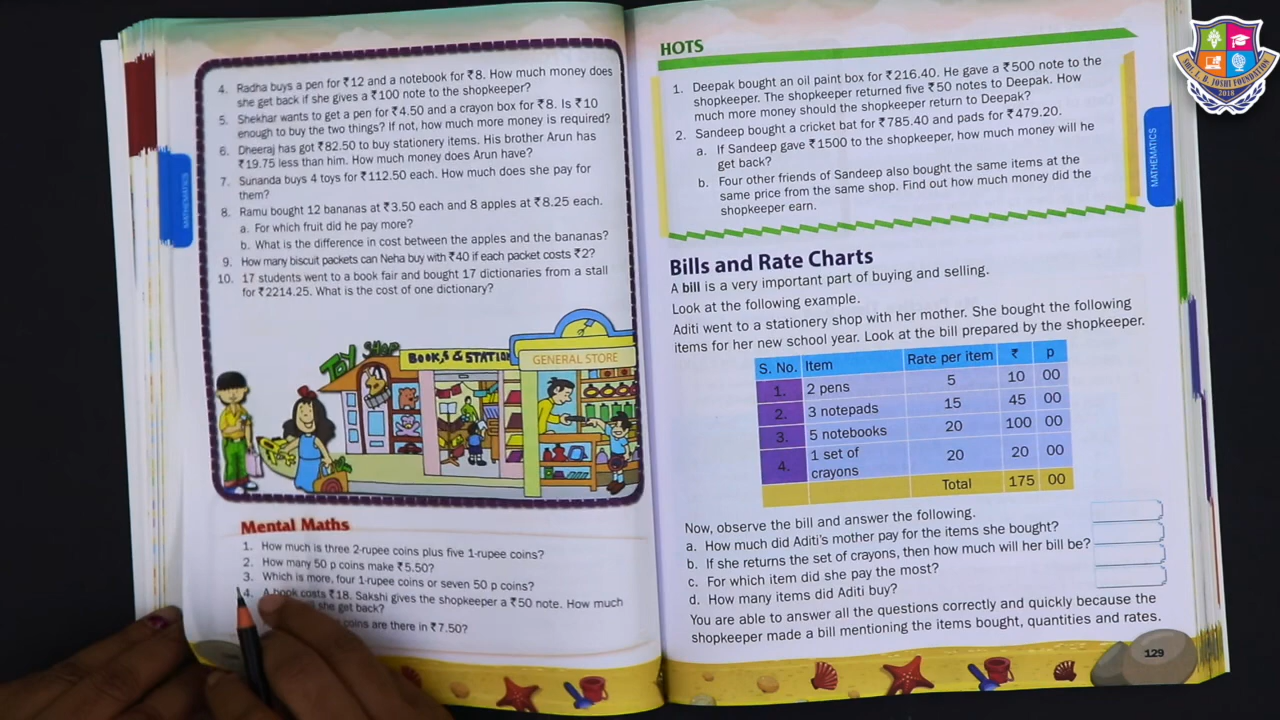 4. Radha buys a pen for ₹12 and a notebook for ₹8. How much money does
she get back if she gives a ₹100 note to the shopkeeper?
5. Shekhar wants to get a pen for ₹4.50 and a crayon box for ₹8. Is ₹10
enough to buy the two things? If not, how much more money is required?
6. Dheeraj has got ₹82.50 to buy stationery items. His brother Arun has
₹19.75 less than him. How much money does Arun have?
7. Sunanda buys 4 toys for ₹112.50 each. How much does she pay for
them?
8. Ramu bought 12 bananas at ₹3.50 each and 8 apples at ₹8.25 each.
a. For which fruit did he pay more?
b. What is the difference in cost between the apples and the bananas?
9. How many biscuit packets can Neha buy with ₹40 if each packet costs ₹2?
10. 17 students went to a book fair and bought 17 dictionaries from a stall
for ₹2214.25. What is the cost of one dictionary?
MATHEMATICS
TOY SHOP
BOOKS & STATION
GENERAL STORE
Mental Maths
1. How much is three 2-rupee coins plus five 1-rupee coins?
2. How many 50 p coins make ₹5.50?
3. Which is more, four 1-rupee coins or seven 50 p coins?
4. A book costs ₹18. Sakshi gives the shopkeeper a ₹50 note. How much
she get back?
coins are there in ₹7.50?
HOTS
1. Deepak bought an oil paint box for ₹216.40. He gave a ₹500 note to the
shopkeeper. The shopkeeper returned five ₹50 notes to Deepak. How
much more should the shopkeeper return to Deepak?
2. Sandeep bought a cricket bat for ₹785.40 and pads for ₹479.20.
a. If Sandeep gave ₹1500 to the shopkeeper, how much money will he
get back?
b. Four other friends of Sandeep also bought the same items at the
same price from the same shop. Find out how much money did the
shopkeeper earn.
MATHEMATICS
Bills and Rate Charts
A bill is a very important part of buying and selling.
Look at the following example.
Aditi went to a stationery shop with her mother. She bought the following
items for her new school year. Look at the bill prepared by the shopkeeper.
S. No. Item Rate per item ₹ p
1. 2 pens 5 10 00
2. 3 notepads 15 45 00
3. 5 notebooks 20 100 00
4. 1 set of crayons 20 20 00
Total 175 00
Now, observe the bill and answer the following.
a. How much did Aditi's mother pay for the items she bought?
b. If she returns the set of crayons, then how much will her bill be?
c. For which item did she pay the most?
d. How many items did Aditi buy?
You are able to answer all the questions correctly and quickly because the
shopkeeper made a bill mentioning the items bought, quantities and rates.
129
JOSHI FOUNDATION
2018